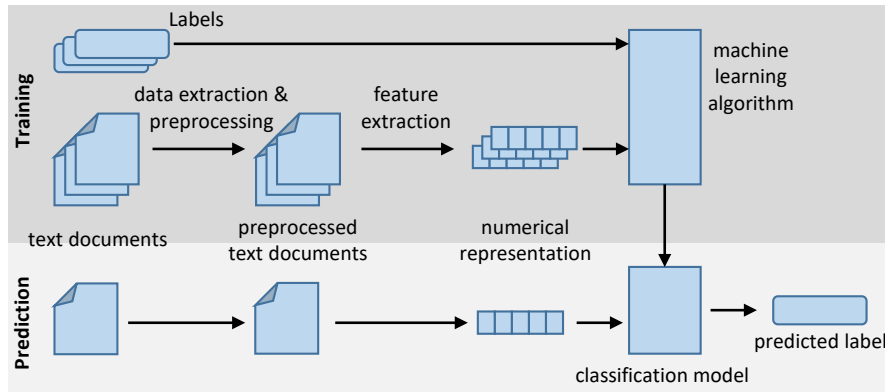 Labels
machine
learning
algorithm
Training
data extraction &
preprocessing
feature
extraction
text documents
preprocessed
text documents
numerical
representation
Prediction
predicted label
classification model